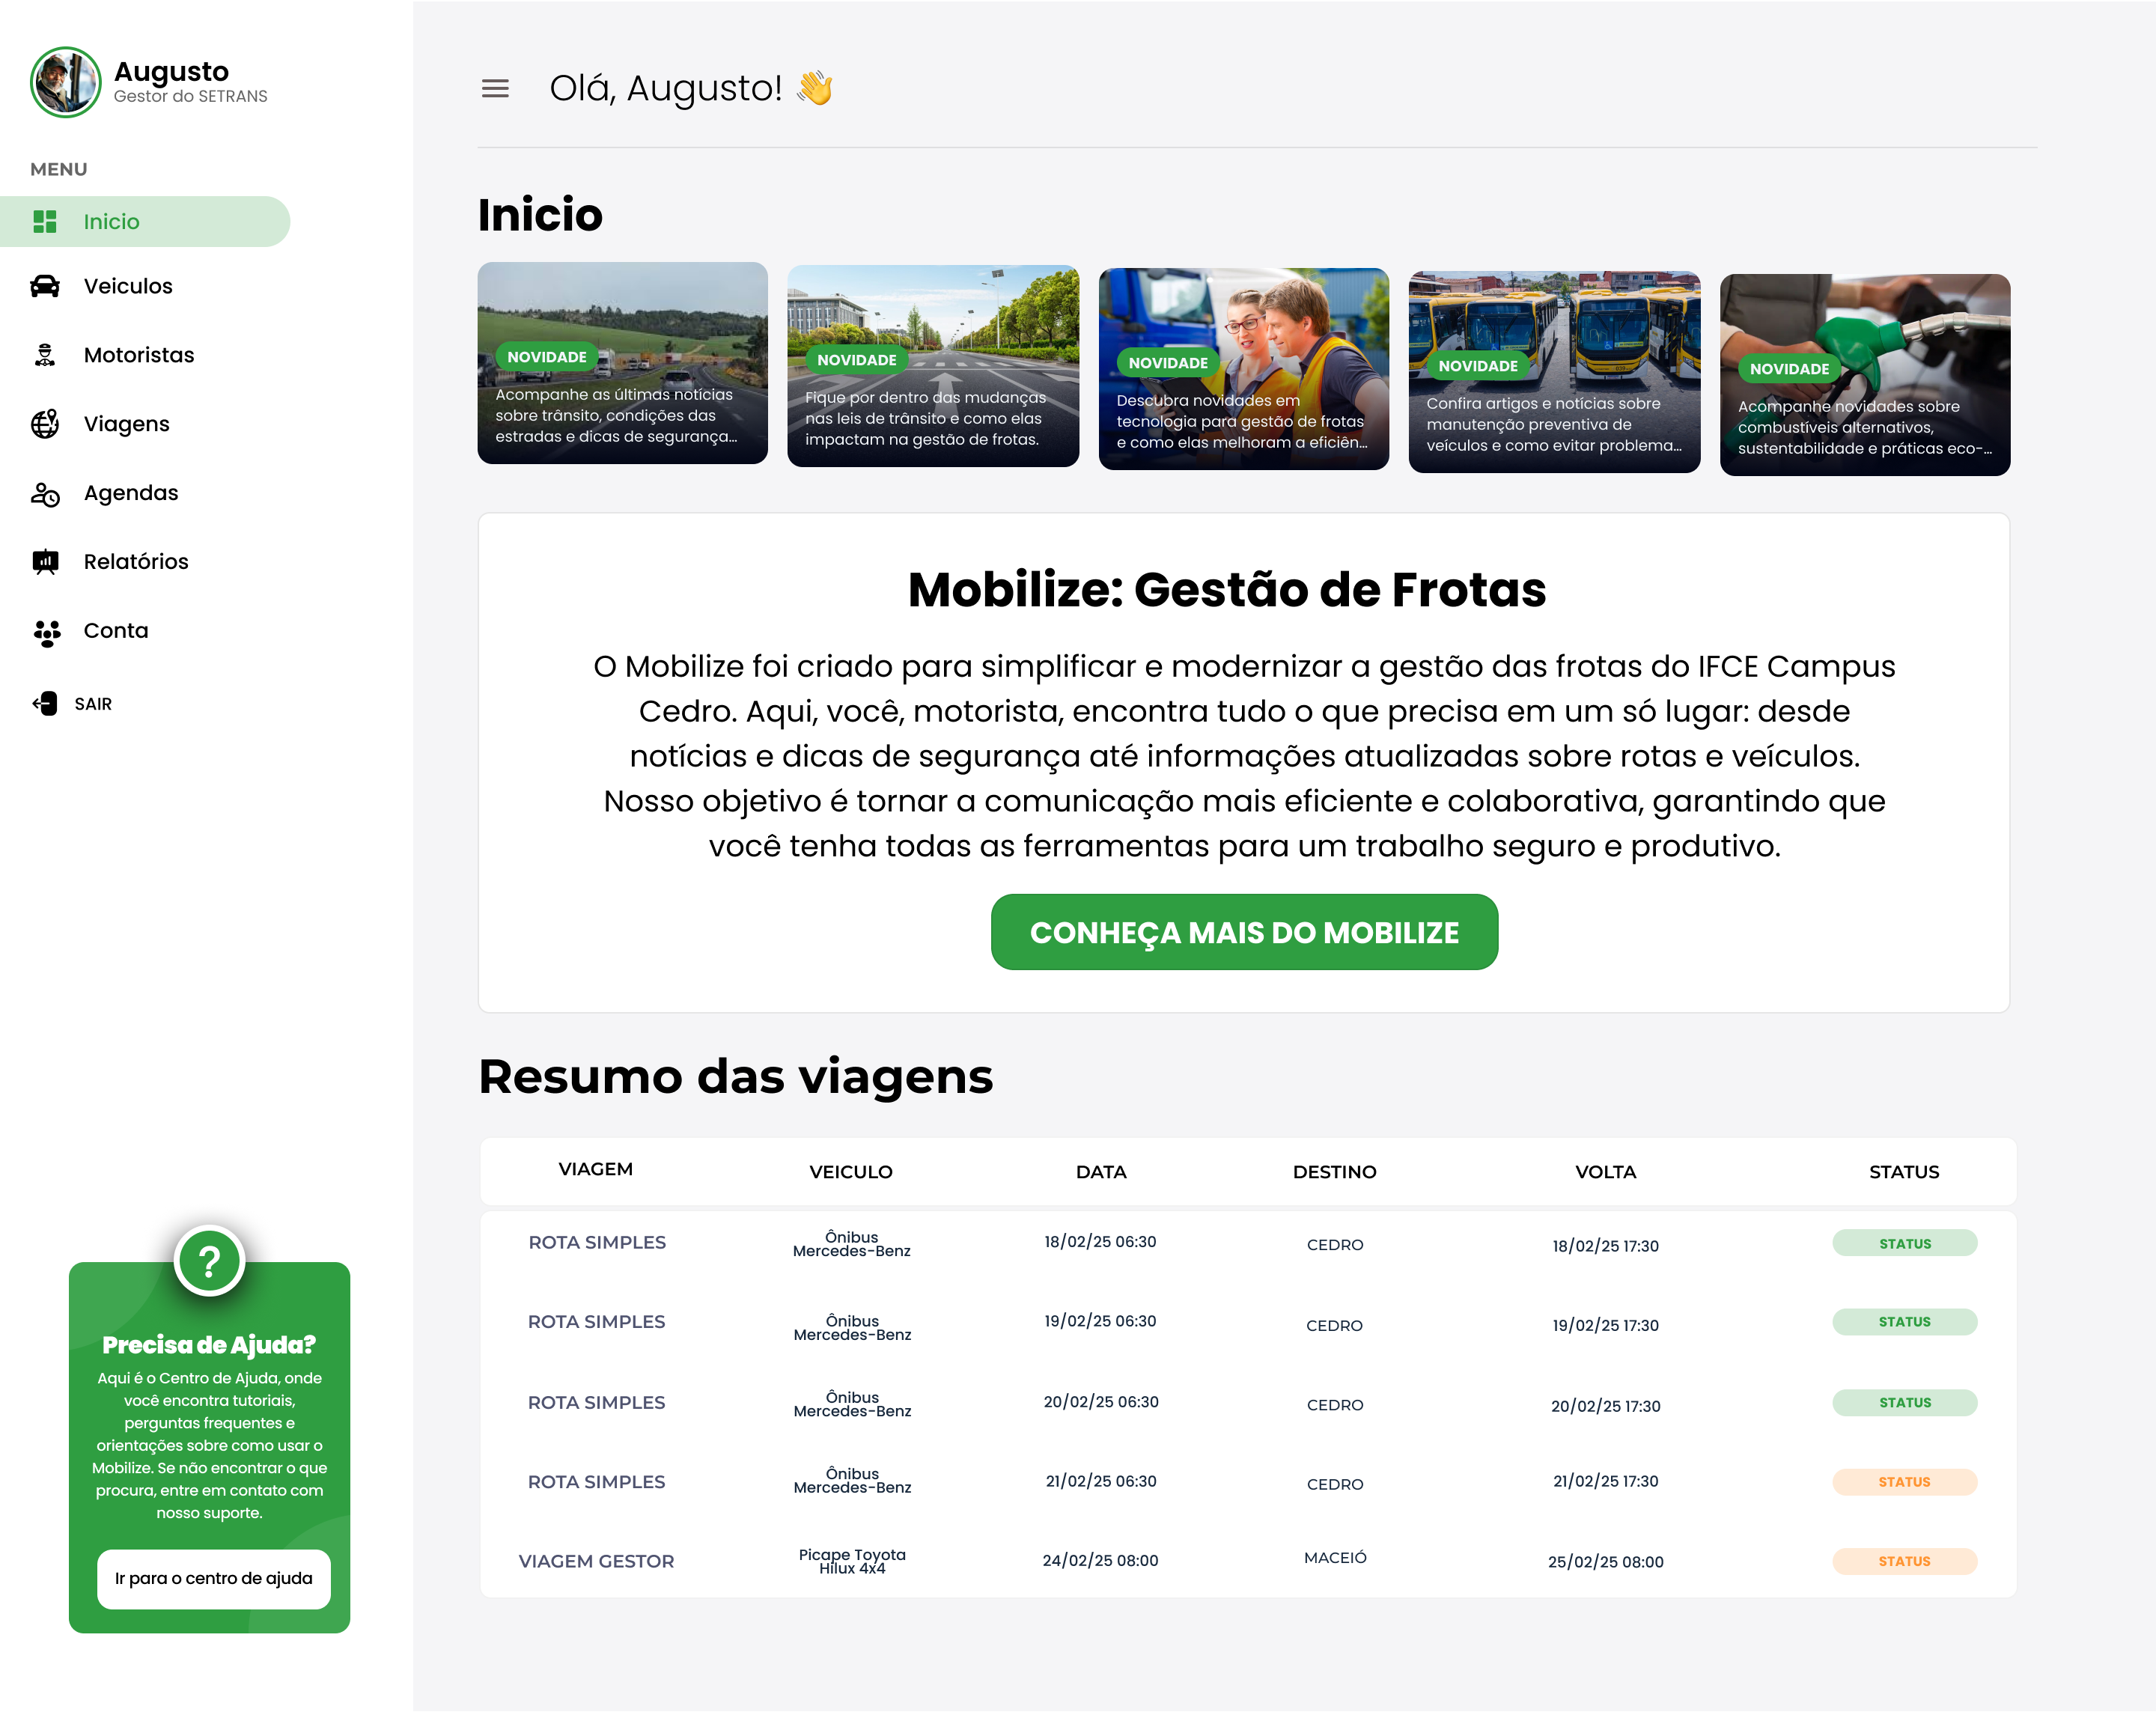 Augusto
Gestor do SETRANS
MENU
Inicio
Veiculos
Motoristas
Viagens
Agendas
Relatórios
Conta
SAIR
?
Precisa de Ajuda?
Aqui é o Centro de Ajuda, onde
você encontra tutoriais,
perguntas frequentes e
orientações sobre como usar o
Mobilize. Se não encontrar o que
procura, entre em contato com
nosso suporte.
Ir para o centro de ajuda
Olá, Augusto! 👋
Inicio
NOVIDADE
Acompanhe as últimas notícias
sobre trânsito, condições das
estradas e dicas de segurança...
NOVIDADE
Fique por dentro das mudanças
nas leis de trânsito e como elas
impactam na gestão de frotas.
NOVIDADE
Descubra novidades em
tecnologia para gestão de frotas
e como elas melhoram a eficiên...
NOVIDADE
Confira artigos e notícias sobre
manutenção preventiva de
veículos e como evitar problema...
NOVIDADE
Acompanhe novidades sobre
combustíveis alternativos,
sustentabilidade e práticas eco-...
Mobilize: Gestão de Frotas
O Mobilize foi criado para simplificar e modernizar a gestão das frotas do IFCE Campus
Cedro. Aqui, você, motorista, encontra tudo o que precisa em um só lugar: desde
notícias e dicas de segurança até informações atualizadas sobre rotas e veículos.
Nosso objetivo é tornar a comunicação mais eficiente e colaborativa, garantindo que
você tenha todas as ferramentas para um trabalho seguro e produtivo.
CONHEÇA MAIS DO MOBILIZE
Resumo das viagens
VIAGEM VEICULO DATA DESTINO VOLTA STATUS
ROTA SIMPLES Ônibus Mercedes-Benz 18/02/25 06:30 CEDRO 18/02/25 17:30 STATUS
ROTA SIMPLES Ônibus Mercedes-Benz 19/02/25 06:30 CEDRO 19/02/25 17:30 STATUS
ROTA SIMPLES Ônibus Mercedes-Benz 20/02/25 06:30 CEDRO 20/02/25 17:30 STATUS
ROTA SIMPLES Ônibus Mercedes-Benz 21/02/25 06:30 CEDRO 21/02/25 17:30 STATUS
VIAGEM GESTOR Picape Toyota Hilux 4x4 24/02/25 08:00 MACEIÓ 25/02/25 08:00 STATUS